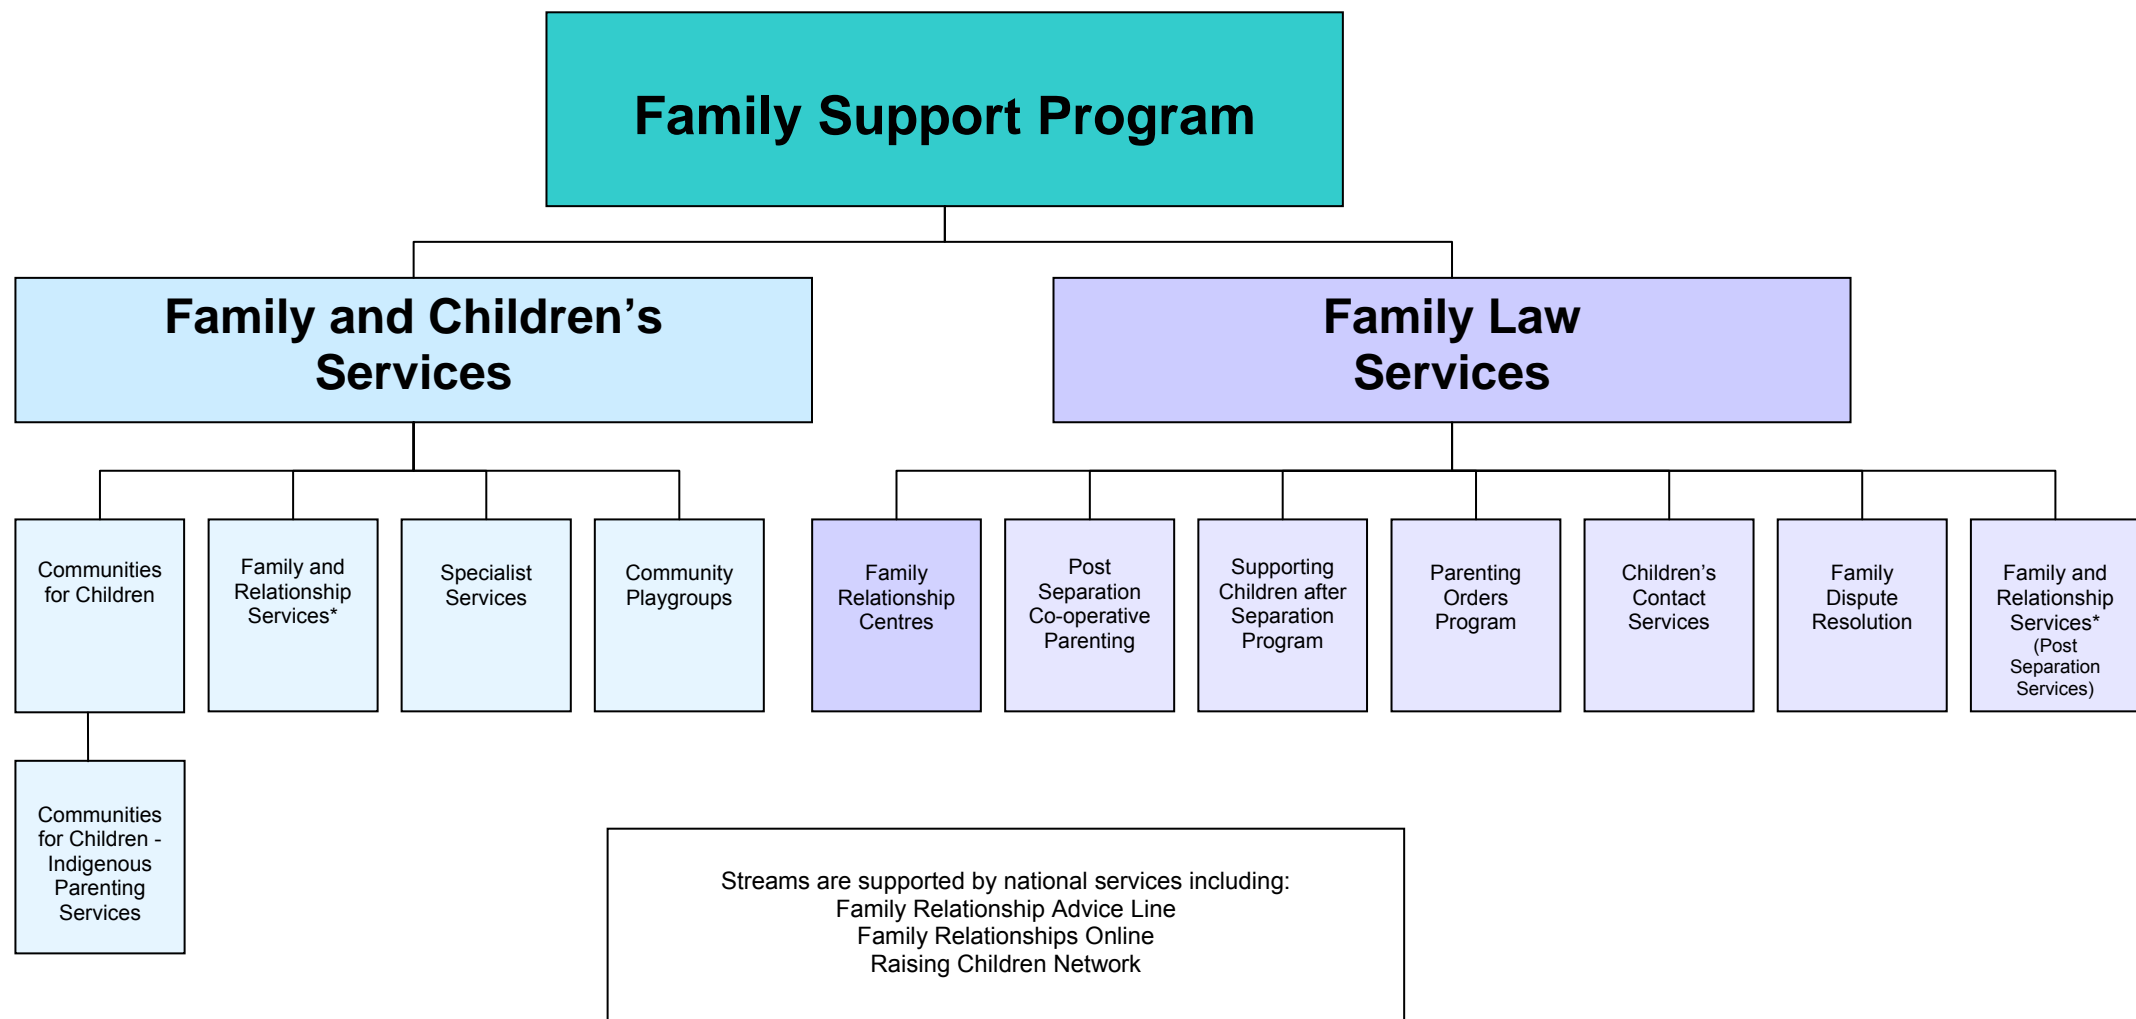 Family Support Program
Family and Children’s
Services
Family Law
Services
Communities
for Children
Family and
Relationship
Services*
Specialist
Services
Community
Playgroups
Family
Relationship
Centres
Post
Separation
Co-operative
Parenting
Supporting
Children after
Separation
Program
Parenting
Orders
Program
Children’s
Contact
Services
Family
Dispute
Resolution
Family and
Relationship
Services*
(Post
Separation
Services)
Communities
for Children -
Indigenous
Parenting
Services
Streams are supported by national services including:
Family Relationship Advice Line
Family Relationships Online
Raising Children Network